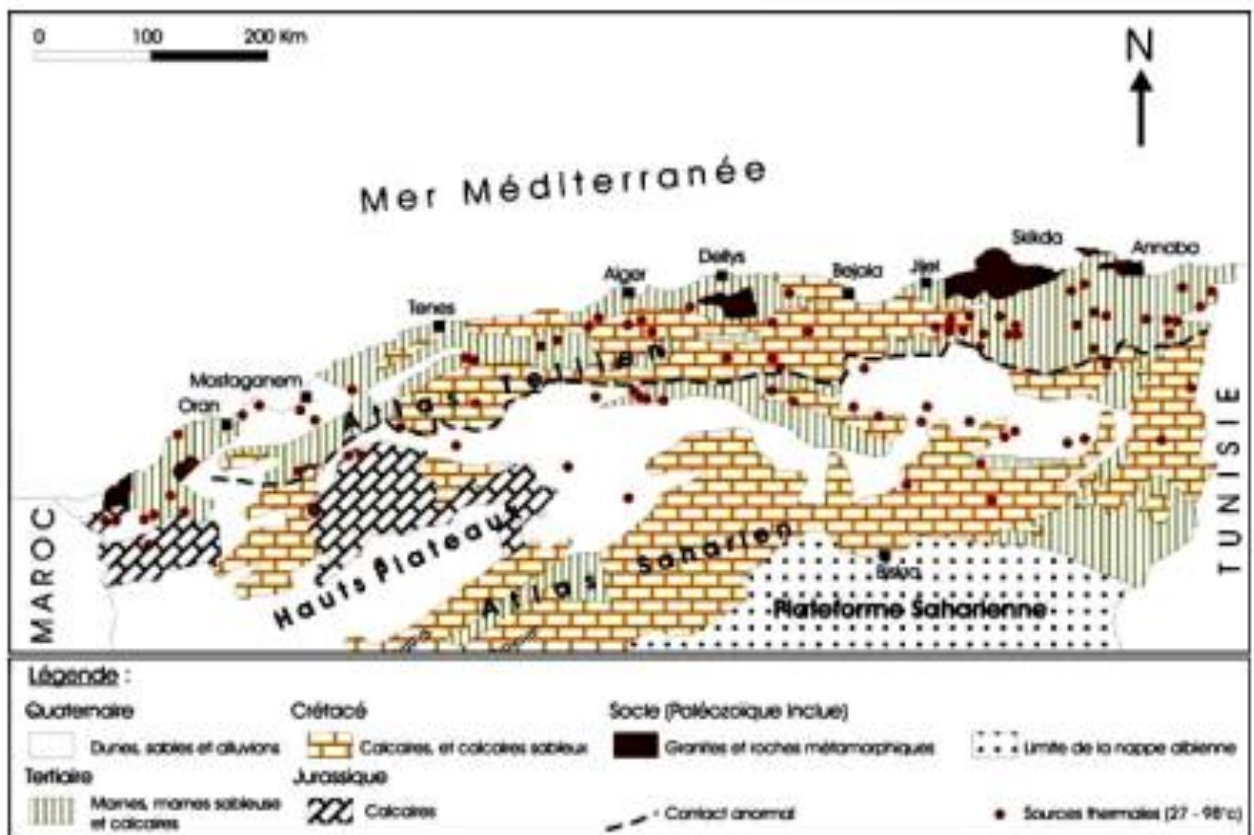 0 100 200 Km
N
Mer Méditerranée
Skikda
Annaba
Dellys
Bejaia
Jijel
Alger
Tenes
Mostaganem
Oran
Atlas Tellien
TUNISIE
MAROC
Hauts Plateaux
Atlas Saharien
Biskra
Plateforme Saharienne
Légende :
Quaternaire
Dunes, sables et alluvions
Tertiaire
Marnes, marnes sableuse
et calcaires
Crétacé
Calcaires, et calcaires sableux
Jurassique
Calcaires
Socle (Paléozoïque Inclue)
Granites et roches métamorphiques
Contact anormal
Limite de la nappe albienne
Sources thermales (27 - 98°c)